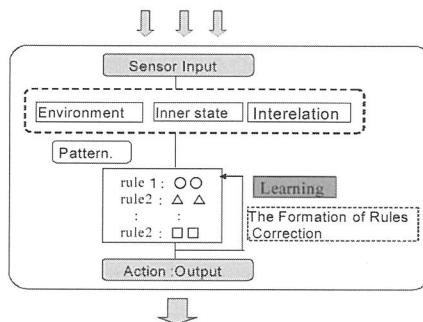 Sensor Input
Environment Inner state Interelation
Pattern.
rule 1 : ○○
rule2 : △ △
: :
rule2 : □□
Learning
The Formation of Rules
Correction
Action :Output